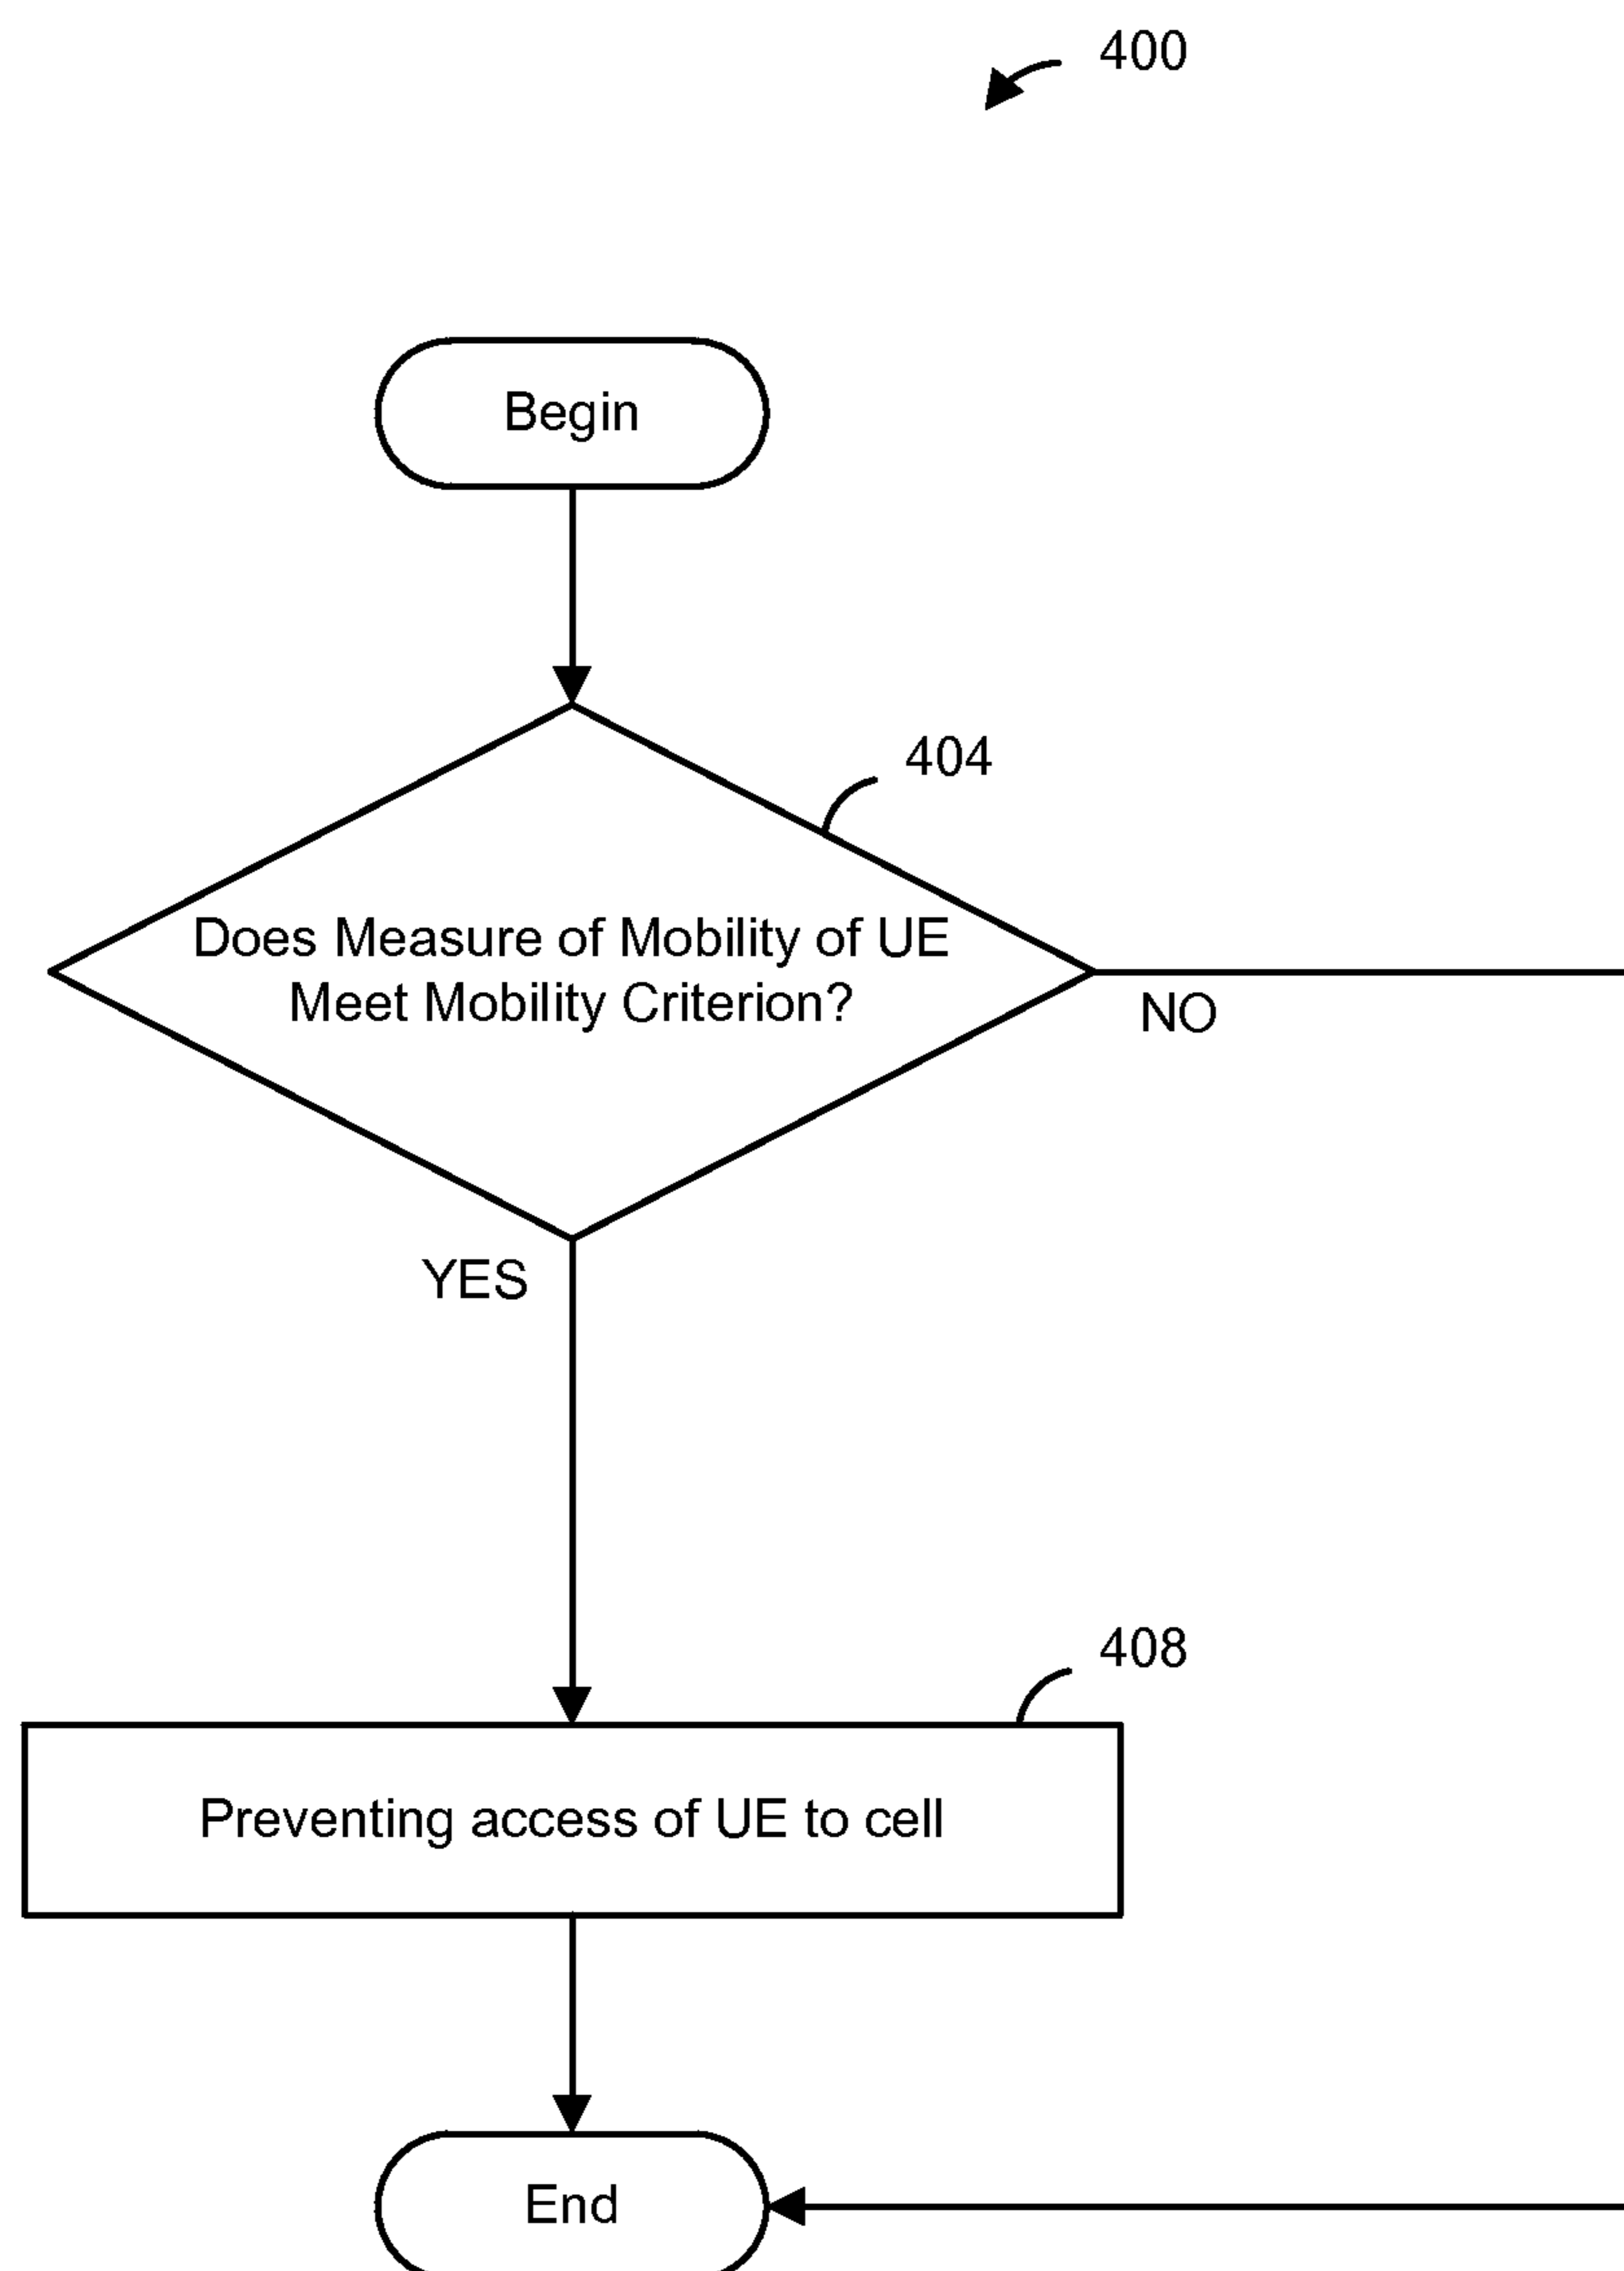 400
Begin
404
Does Measure of Mobility of UE
Meet Mobility Criterion?
NO
YES
408
Preventing access of UE to cell
End